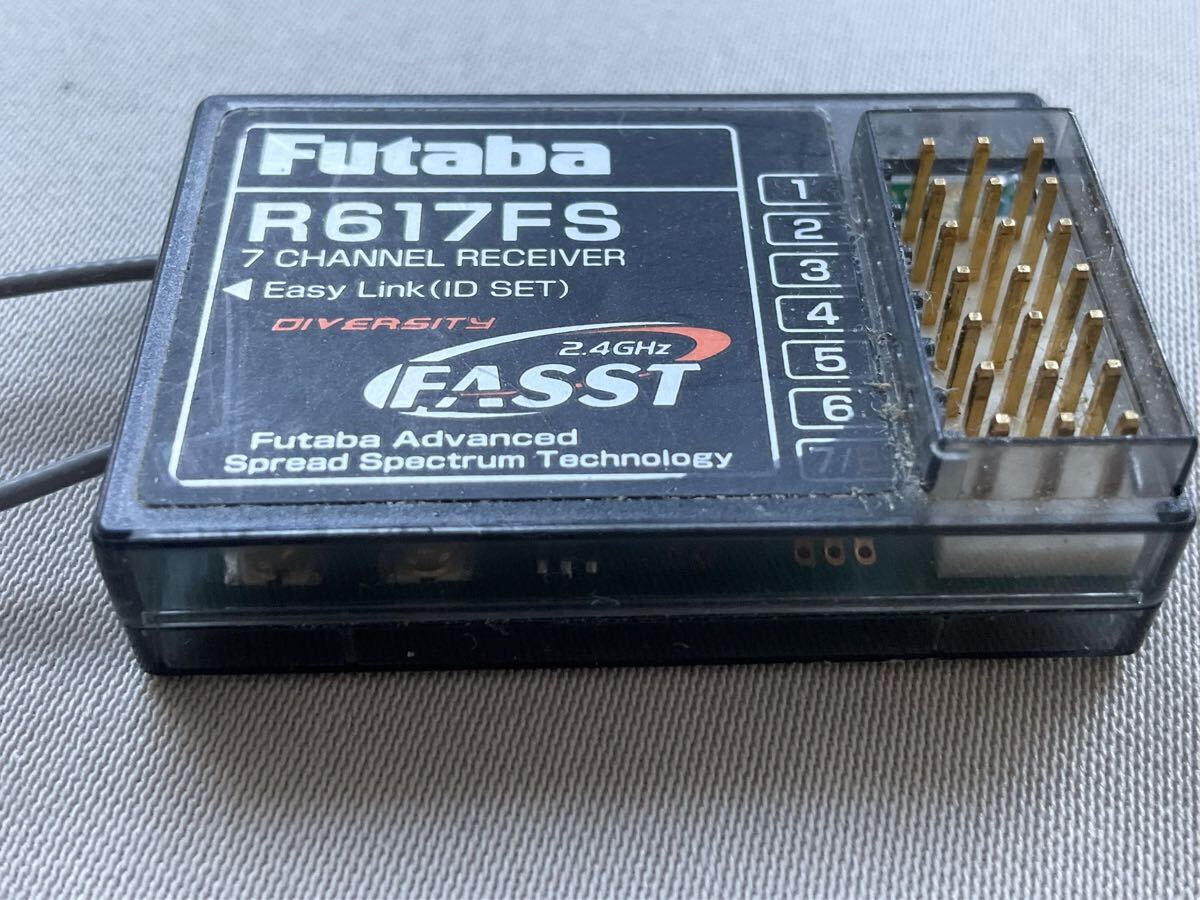 Futaba
R617FS
7 CHANNEL RECEIVER
Easy Link (ID SET)
DIVERSITY
2.4GHz
FASST
Futaba Advanced
Spread Spectrum Technology
1
2
3
4
5
6
7/B